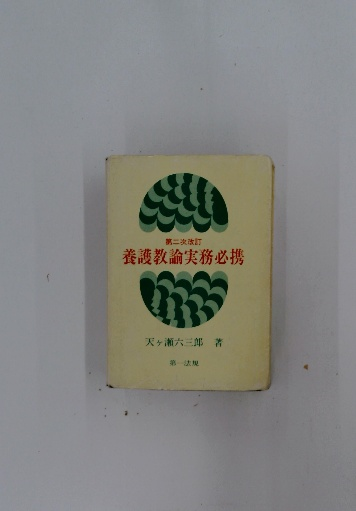 第二次改訂
養護教諭実務必携
天ヶ瀬六三郎 著
第一法規